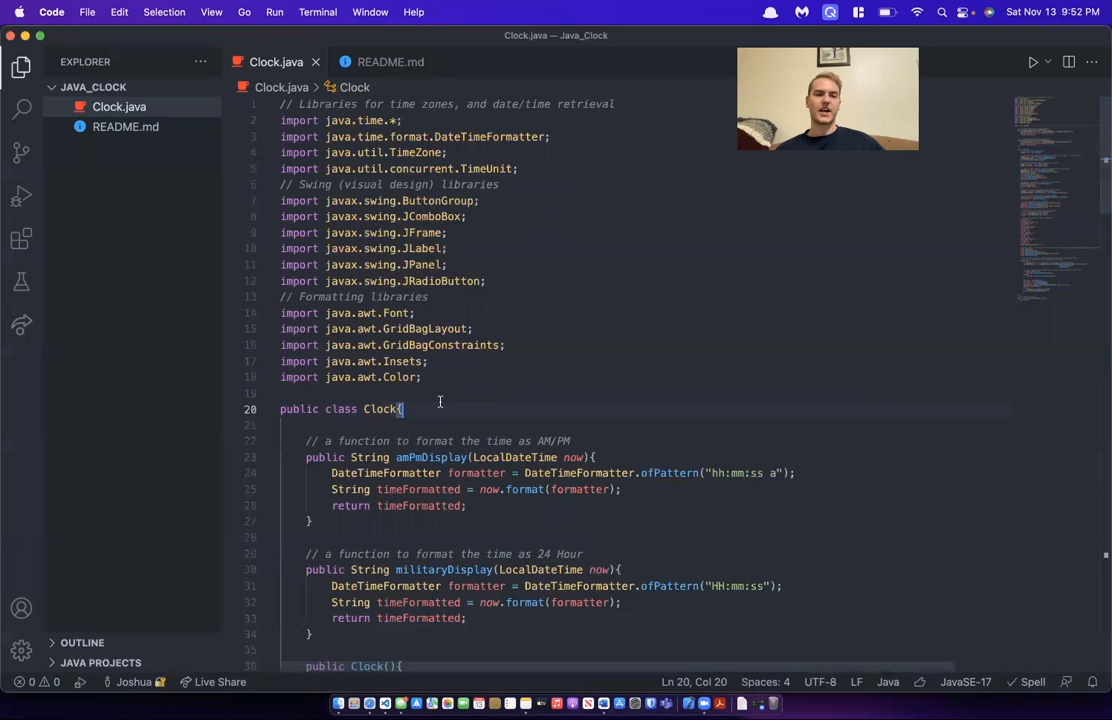 Code File Edit Selection View Go Run Terminal Window Help Sat Nov 13 9:52 PM
Clock.java — Java_Clock
EXPLORER
Clock.java
README.md
JAVA_CLOCK
Clock.java
README.md
Clock.java > Clock
1 // Libraries for time zones, and date/time retrieval
2 import java.time.*;
3 import java.time.format.DateTimeFormatter;
4 import java.util.TimeZone;
5 import java.util.concurrent.TimeUnit;
6 // Swing (visual design) libraries
7 import javax.swing.ButtonGroup;
8 import javax.swing.JComboBox;
9 import javax.swing.JFrame;
10 import javax.swing.JLabel;
11 import javax.swing.JPanel;
12 import javax.swing.JRadioButton;
13 // Formatting libraries
14 import java.awt.Font;
15 import java.awt.GridBagLayout;
16 import java.awt.GridBagConstraints;
17 import java.awt.Insets;
18 import java.awt.Color;
19
20 public class Clock{
21
22 // a function to format the time as AM/PM
23 public String amPmDisplay(LocalDateTime now){
24 DateTimeFormatter formatter = DateTimeFormatter.ofPattern("hh:mm:ss a");
25 String timeFormatted = now.format(formatter);
26 return timeFormatted;
27 }
28
29 // a function to format the time as 24 Hour
30 public String militaryDisplay(LocalDateTime now){
31 DateTimeFormatter formatter = DateTimeFormatter.ofPattern("HH:mm:ss");
32 String timeFormatted = now.format(formatter);
33 return timeFormatted;
34 }
35
36 public Clock(){
OUTLINE
JAVA PROJECTS
0 0 Joshua Live Share Ln 20, Col 20 Spaces: 4 UTF-8 LF Java JavaSE-17 Spell